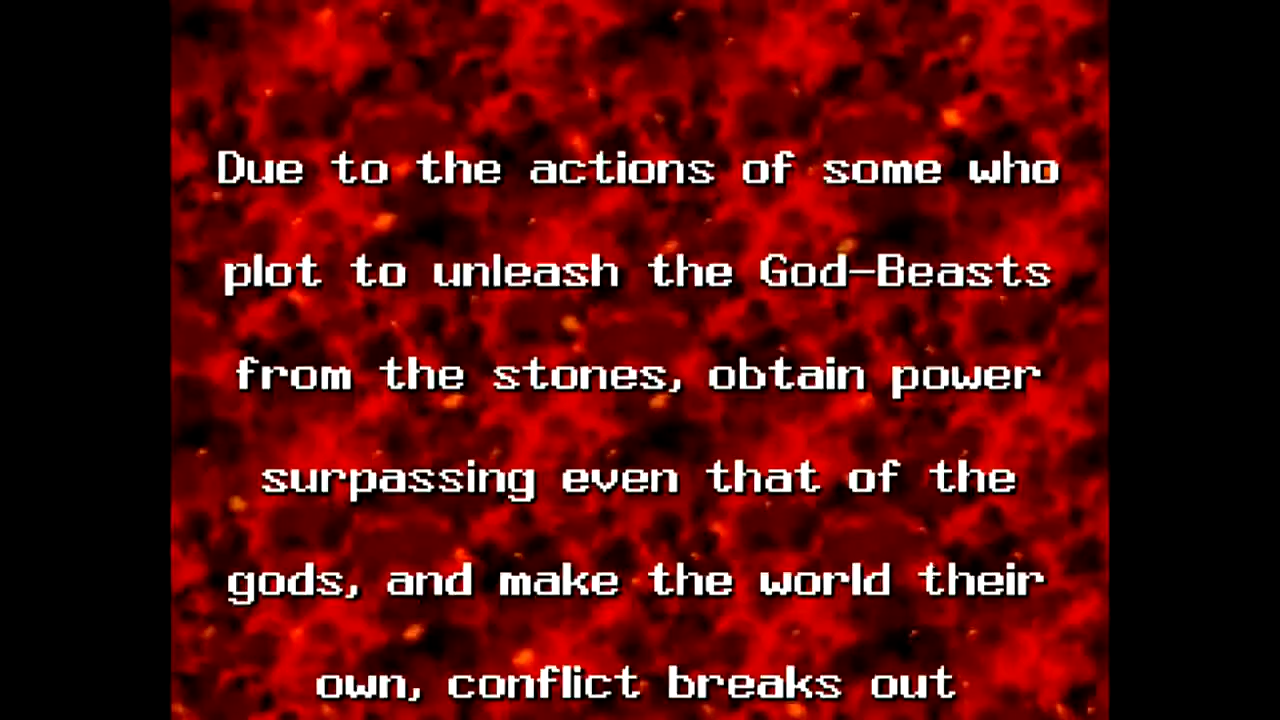 Due to the actions of some who
plot to unleash the God-Beasts
from the stones, obtain power
surpassing even that of the
gods, and make the world their
own, conflict breaks out